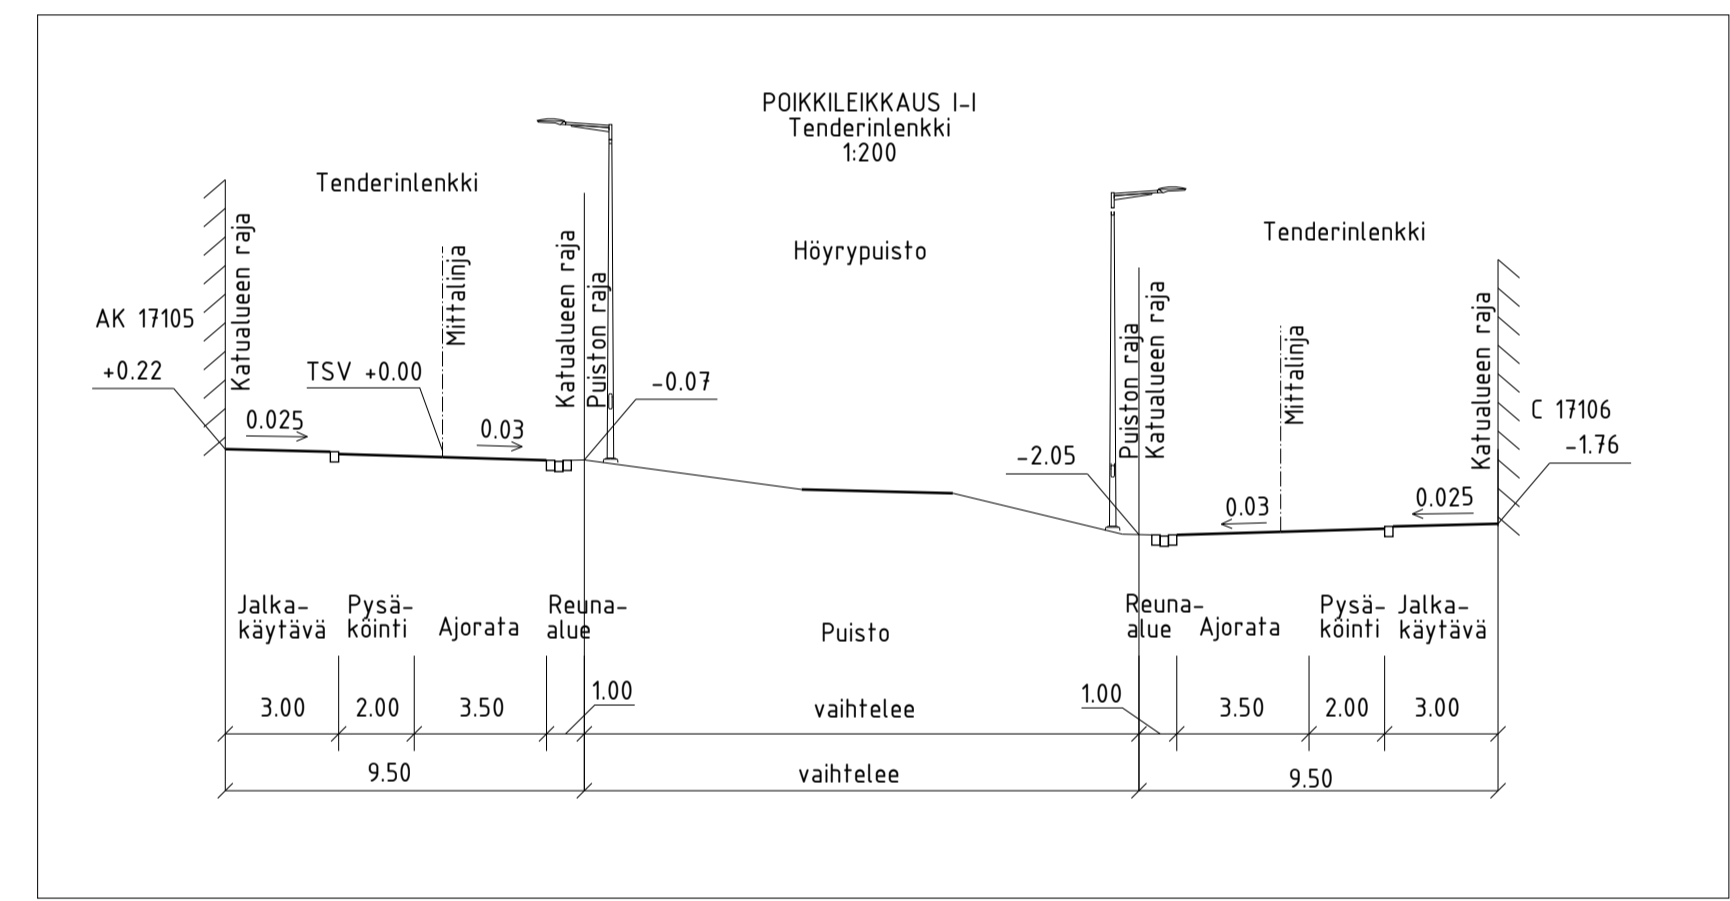 POIKKILEIKKAUS I-I
Tenderinlenkki
1:200
Tenderinlenkki
Höyrypuisto
Tenderinlenkki
Katualueen raja
Mittalinja
Katualueen raja
Puiston raja
Puiston raja
Katualueen raja
Mittalinja
Katualueen raja
AK 17105
+0.22
TSV +0.00
-0.07
0.025
0.03
C 17106
-1.76
-2.05
0.03
0.025
Jalka-
käytävä
Pysä-
köinti
Ajorata
Reuna-
alue
Puisto
Reuna-
alue
Ajorata
Pysä-
köinti
Jalka-
käytävä
3.00
2.00
3.50
1.00
vaihtelee
1.00
3.50
2.00
3.00
9.50
vaihtelee
9.50